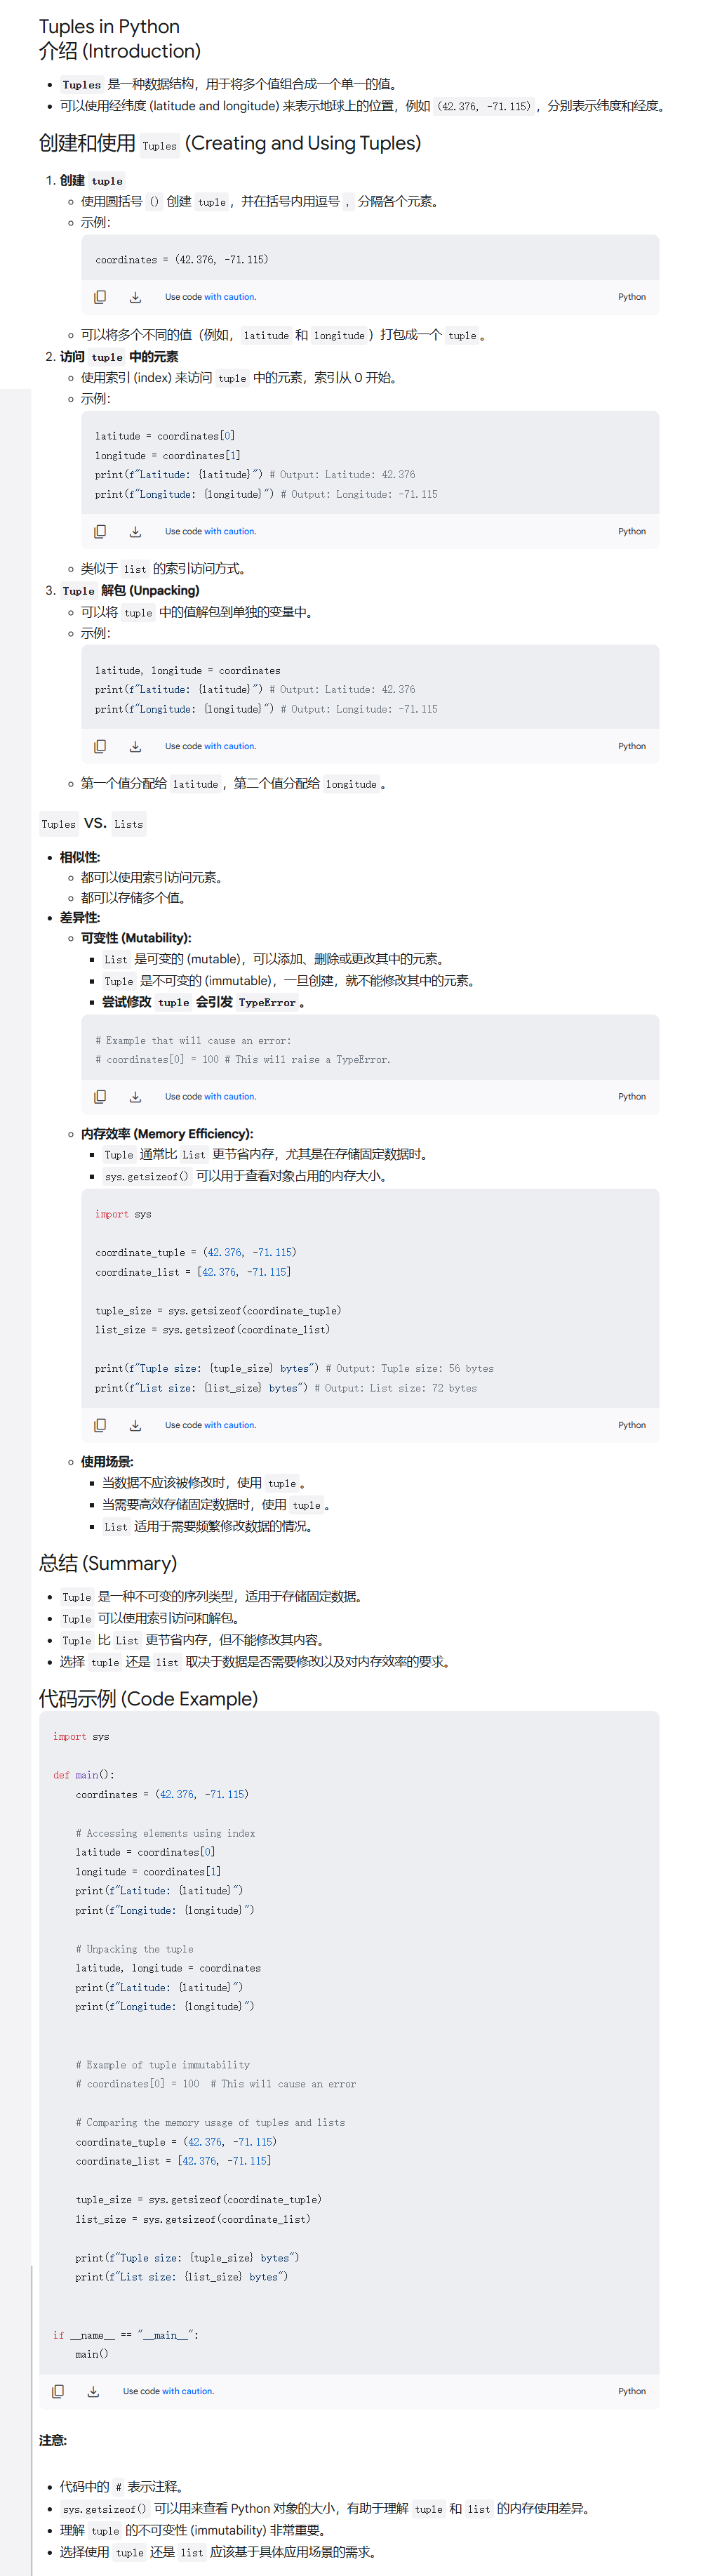 Tuples in Python
介绍 (Introduction)
Tuples 是一种数据结构，用于将多个值组合成一个单一的值。
可以使用经纬度 (latitude and longitude) 来表示地球上的位置，例如 (42.376, -71.115)，分别表示纬度和经度。
创建和使用 Tuples (Creating and Using Tuples)
1. 创建 tuple
使用圆括号 () 创建 tuple，并在括号内用逗号 , 分隔各个元素。
示例：
coordinates = (42.376, -71.115)
Use code with caution. Python
可以将多个不同的值（例如，latitude 和 longitude）打包成一个 tuple。
2. 访问 tuple 中的元素
使用索引 (index) 来访问 tuple 中的元素，索引从 0 开始。
示例：
latitude = coordinates[0]
longitude = coordinates[1]
print(f"Latitude: {latitude}") # Output: Latitude: 42.376
print(f"Longitude: {longitude}") # Output: Longitude: -71.115
Use code with caution. Python
类似于 list 的索引访问方式。
3. Tuple 解包 (Unpacking)
可以将 tuple 中的值解包到单独的变量中。
示例：
latitude, longitude = coordinates
print(f"Latitude: {latitude}") # Output: Latitude: 42.376
print(f"Longitude: {longitude}") # Output: Longitude: -71.115
Use code with caution. Python
第一个值分配给 latitude，第二个值分配给 longitude。
Tuples vs. Lists
相似性:
都可以使用索引访问元素。
都可以存储多个值。
差异性:
可变性 (Mutability):
List 是可变的 (mutable)，可以添加、删除或更改其中的元素。
Tuple 是不可变的 (immutable)，一旦创建，就不能修改其中的元素。
尝试修改 tuple 会引发 TypeError。
# Example that will cause an error:
# coordinates[0] = 100 # This will raise a TypeError.
Use code with caution. Python
内存效率 (Memory Efficiency):
Tuple 通常比 List 更节省内存，尤其是在存储固定数据时。
sys.getsizeof() 可以用于查看对象占用的内存大小。
import sys
coordinate_tuple = (42.376, -71.115)
coordinate_list = [42.376, -71.115]
tuple_size = sys.getsizeof(coordinate_tuple)
list_size = sys.getsizeof(coordinate_list)
print(f"Tuple size: {tuple_size} bytes") # Output: Tuple size: 56 bytes
print(f"List size: {list_size} bytes") # Output: List size: 72 bytes
Use code with caution. Python
使用场景:
当数据不应该被修改时，使用 tuple。
当需要高效存储固定数据时，使用 tuple。
List 适用于需要频繁修改数据的情况。
总结 (Summary)
Tuple 是一种不可变的序列类型，适用于存储固定数据。
Tuple 可以使用索引访问和解包。
Tuple 比 List 更节省内存，但不能修改其内容。
选择 tuple 还是 list 取决于数据是否需要修改以及对内存效率的要求。
代码示例 (Code Example)
import sys
def main():
coordinates = (42.376, -71.115)
# Accessing elements using index
latitude = coordinates[0]
longitude = coordinates[1]
print(f"Latitude: {latitude}")
print(f"Longitude: {longitude}")
# Unpacking the tuple
latitude, longitude = coordinates
print(f"Latitude: {latitude}")
print(f"Longitude: {longitude}")
# Example of tuple immutability
# coordinates[0] = 100  # This will cause an error
# Comparing the memory usage of tuples and lists
coordinate_tuple = (42.376, -71.115)
coordinate_list = [42.376, -71.115]
tuple_size = sys.getsizeof(coordinate_tuple)
list_size = sys.getsizeof(coordinate_list)
print(f"Tuple size: {tuple_size} bytes")
print(f"List size: {list_size} bytes")
if __name__ == "__main__":
main()
Use code with caution. Python
注意:
代码中的 # 表示注释。
sys.getsizeof() 可以用来查看 Python 对象的大小，有助于理解 tuple 和 list 的内存使用差异。
理解 tuple 的不可变性 (immutability) 非常重要。
选择使用 tuple 还是 list 应该基于具体应用场景的需求。